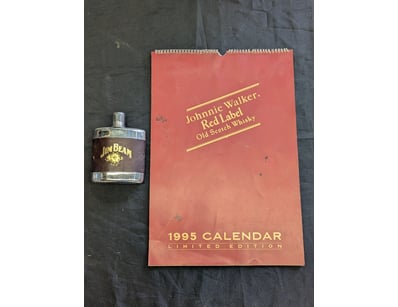 JIM BEAM
Johnnie Walker.
Red Label
Old Scotch Whisky
1995 CALENDAR
LIMITED EDITION